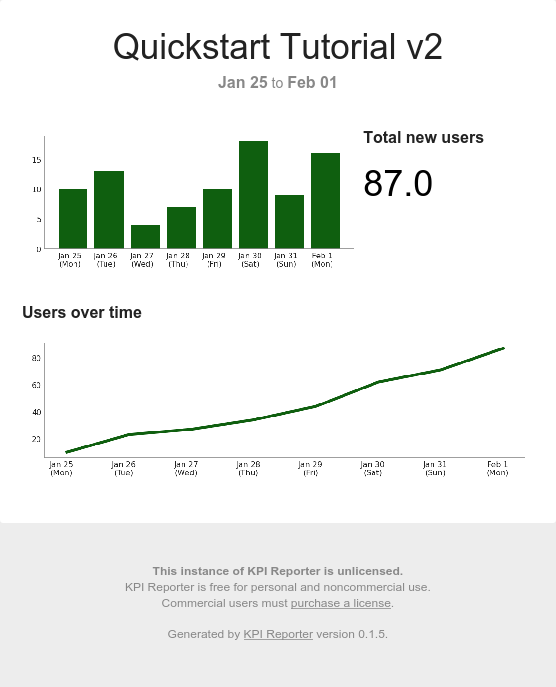 Quickstart Tutorial v2
Jan 25 to Feb 01
Total new users
87.0
15
10
5
0
Jan 25 Jan 26 Jan 27 Jan 28 Jan 29 Jan 30 Jan 31 Feb 1
(Mon) (Tue) (Wed) (Thu) (Fri) (Sat) (Sun) (Mon)
Users over time
80
60
40
20
Jan 25 Jan 26 Jan 27 Jan 28 Jan 29 Jan 30 Jan 31 Feb 1
(Mon) (Tue) (Wed) (Thu) (Fri) (Sat) (Sun) (Mon)
This instance of KPI Reporter is unlicensed.
KPI Reporter is free for personal and noncommercial use.
Commercial users must purchase a license.
Generated by KPI Reporter version 0.1.5.